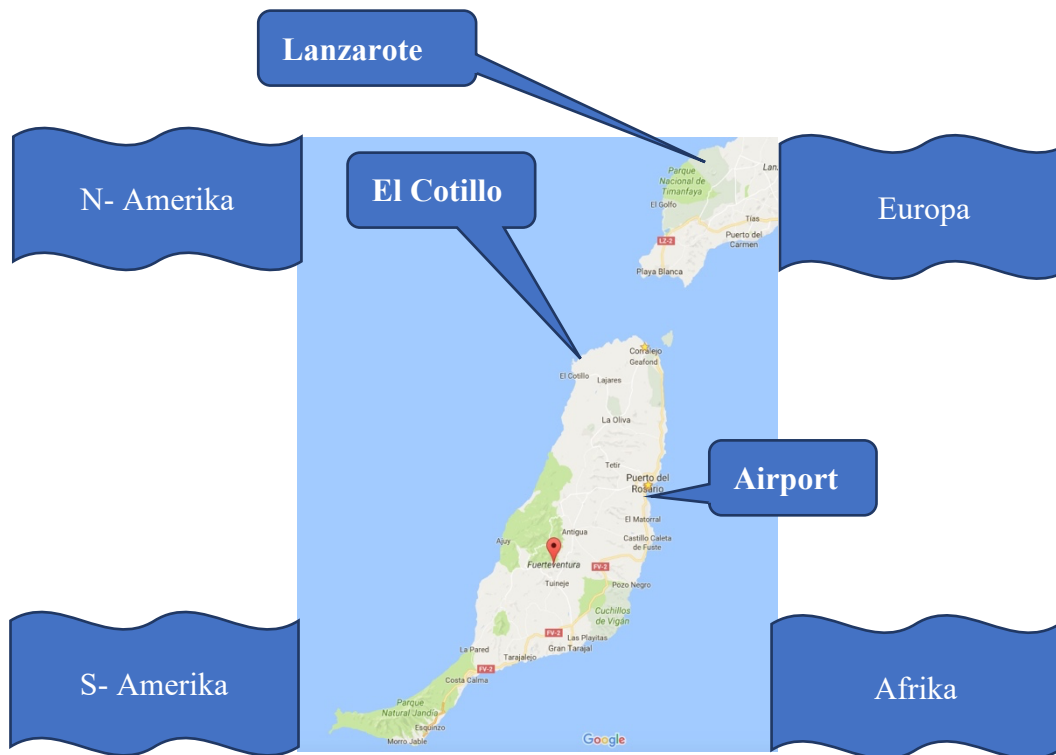 Lanzarote
N- Amerika
El Cotillo
Europa
Parque
Nacional de
Timanfaya
Lan
El Golfo
Tías
LZ-2
Puerto del
Carmen
Playa Blanca
Corralejo
Geafond
El Cotillo
Lajares
La Oliva
Tetir
Puerto del
Rosario
Airport
El Matorral
Antigua
Castillo Caleta
de Fuste
Ajuy
Fuerteventura
FV-2
Tuineje
Pozo Negro
Cuchillos
de Vigán
FV-2
Las Playitas
La Pared
Gran Tarajal
Tarajalejo
FV-2
Costa Calma
S- Amerika
Afrika
Parque
Natural Jandía
Esquinzo
Morro Jable
Google